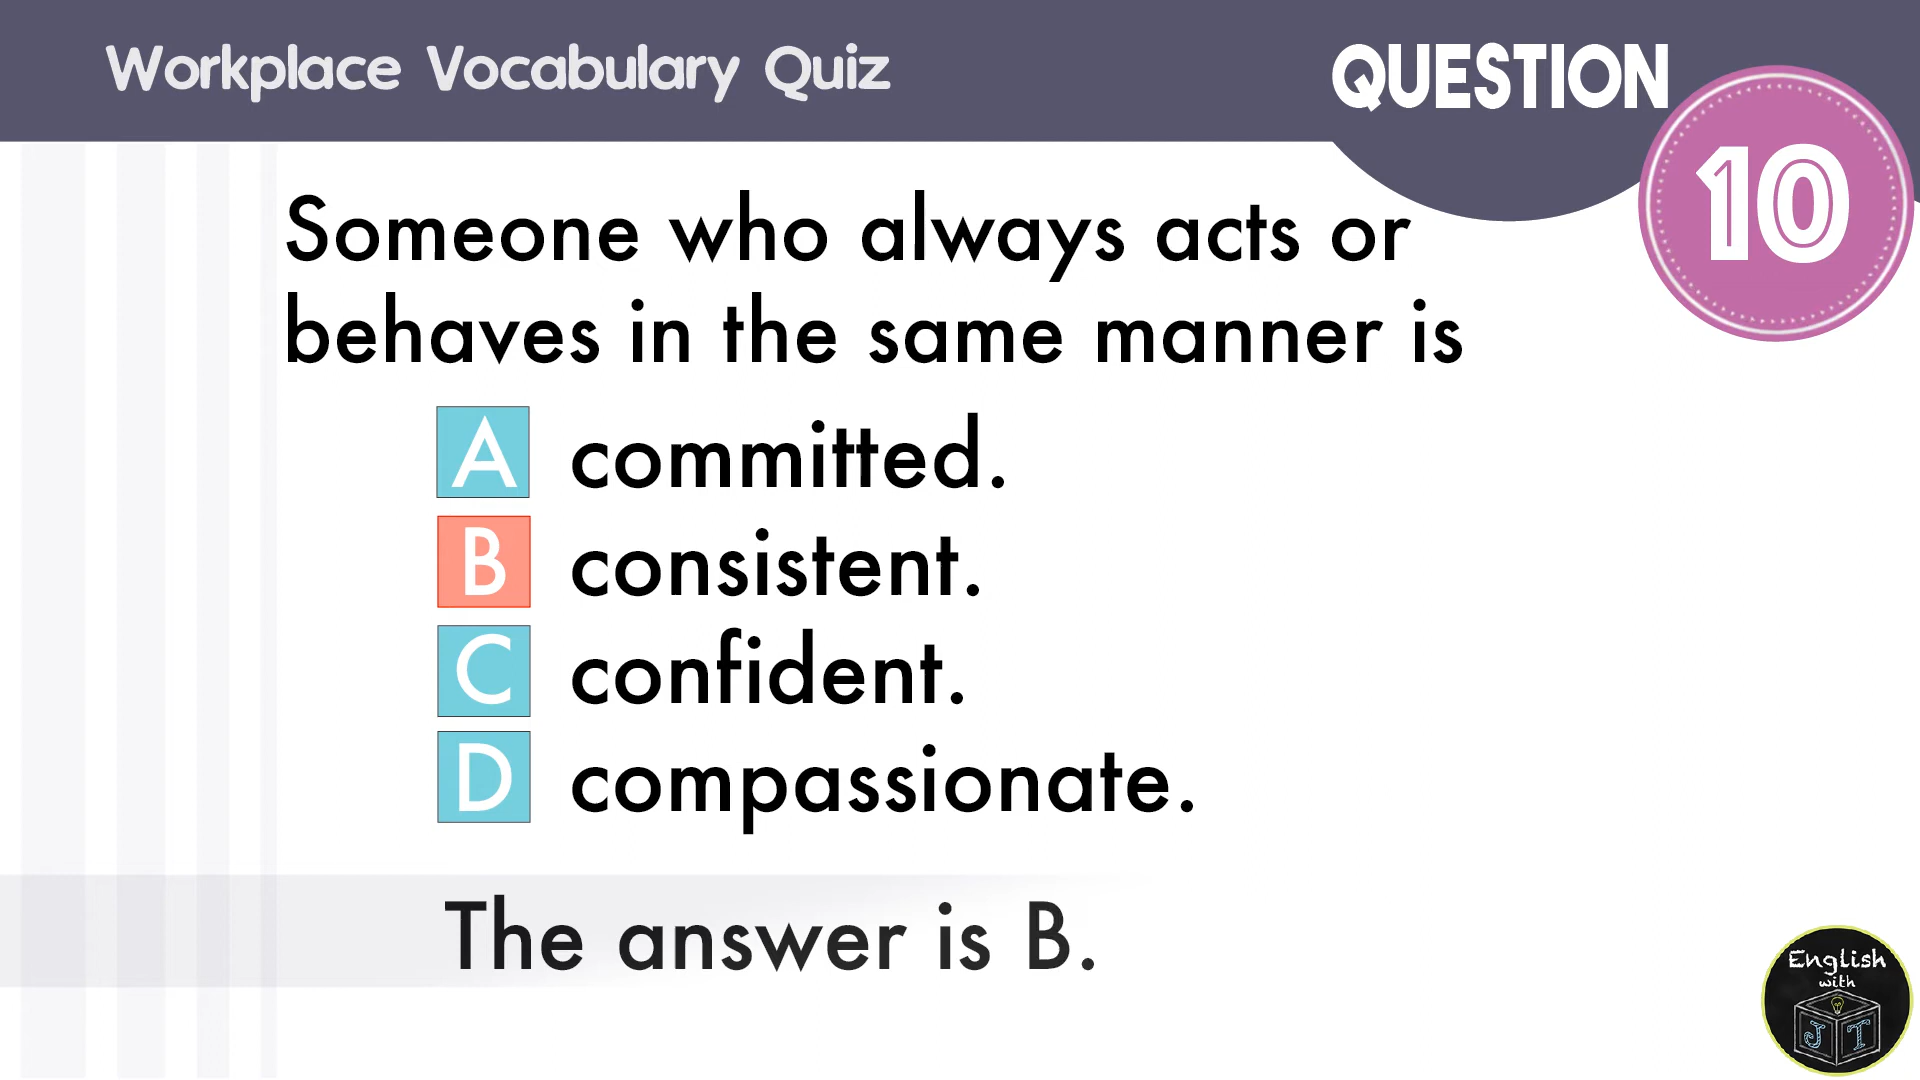 Workplace Vocabulary Quiz
QUESTION
10
Someone who always acts or
behaves in the same manner is
A committed.
B consistent.
C confident.
D compassionate.
The answer is B.
English
with
J T